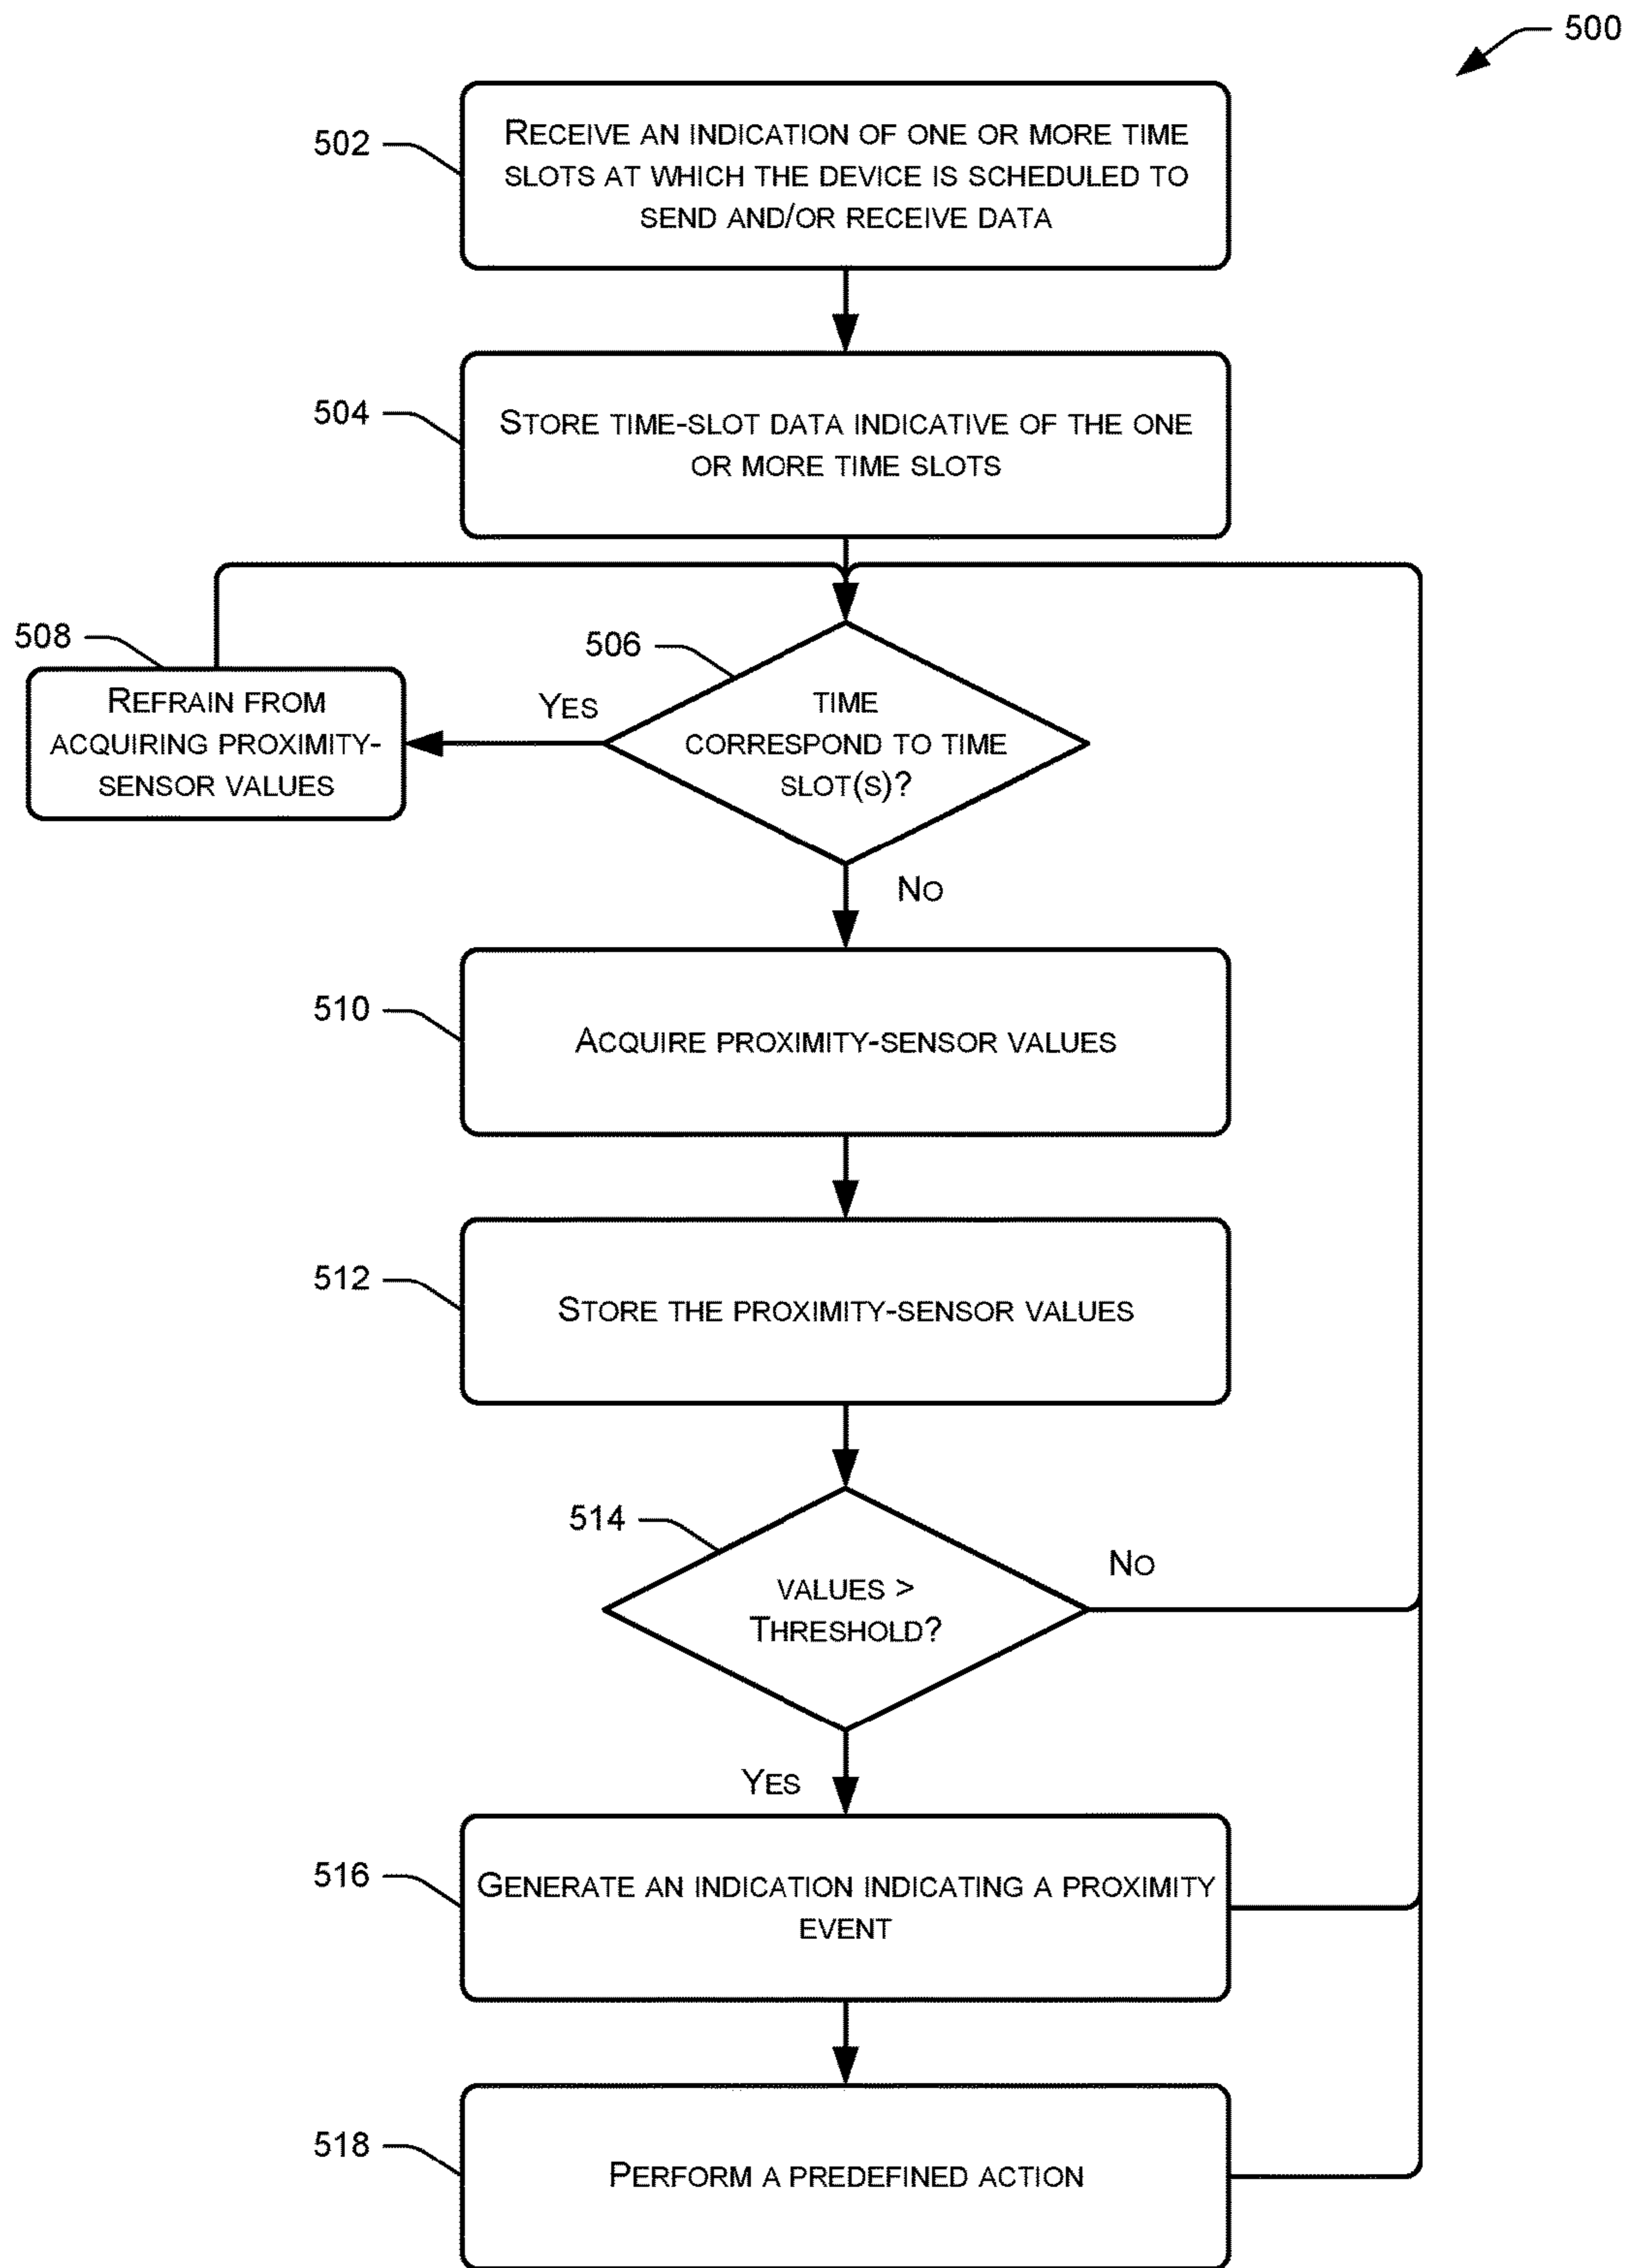 500
502
RECEIVE AN INDICATION OF ONE OR MORE TIME
SLOTS AT WHICH THE DEVICE IS SCHEDULED TO
SEND AND/OR RECEIVE DATA
504
STORE TIME-SLOT DATA INDICATIVE OF THE ONE
OR MORE TIME SLOTS
508
506
REFRAIN FROM
ACQUIRING PROXIMITY-
SENSOR VALUES
YES
TIME
CORRESPOND TO TIME
SLOT(S)?
NO
510
ACQUIRE PROXIMITY-SENSOR VALUES
512
STORE THE PROXIMITY-SENSOR VALUES
514
VALUES >
THRESHOLD?
NO
YES
516
GENERATE AN INDICATION INDICATING A PROXIMITY
EVENT
518
PERFORM A PREDEFINED ACTION